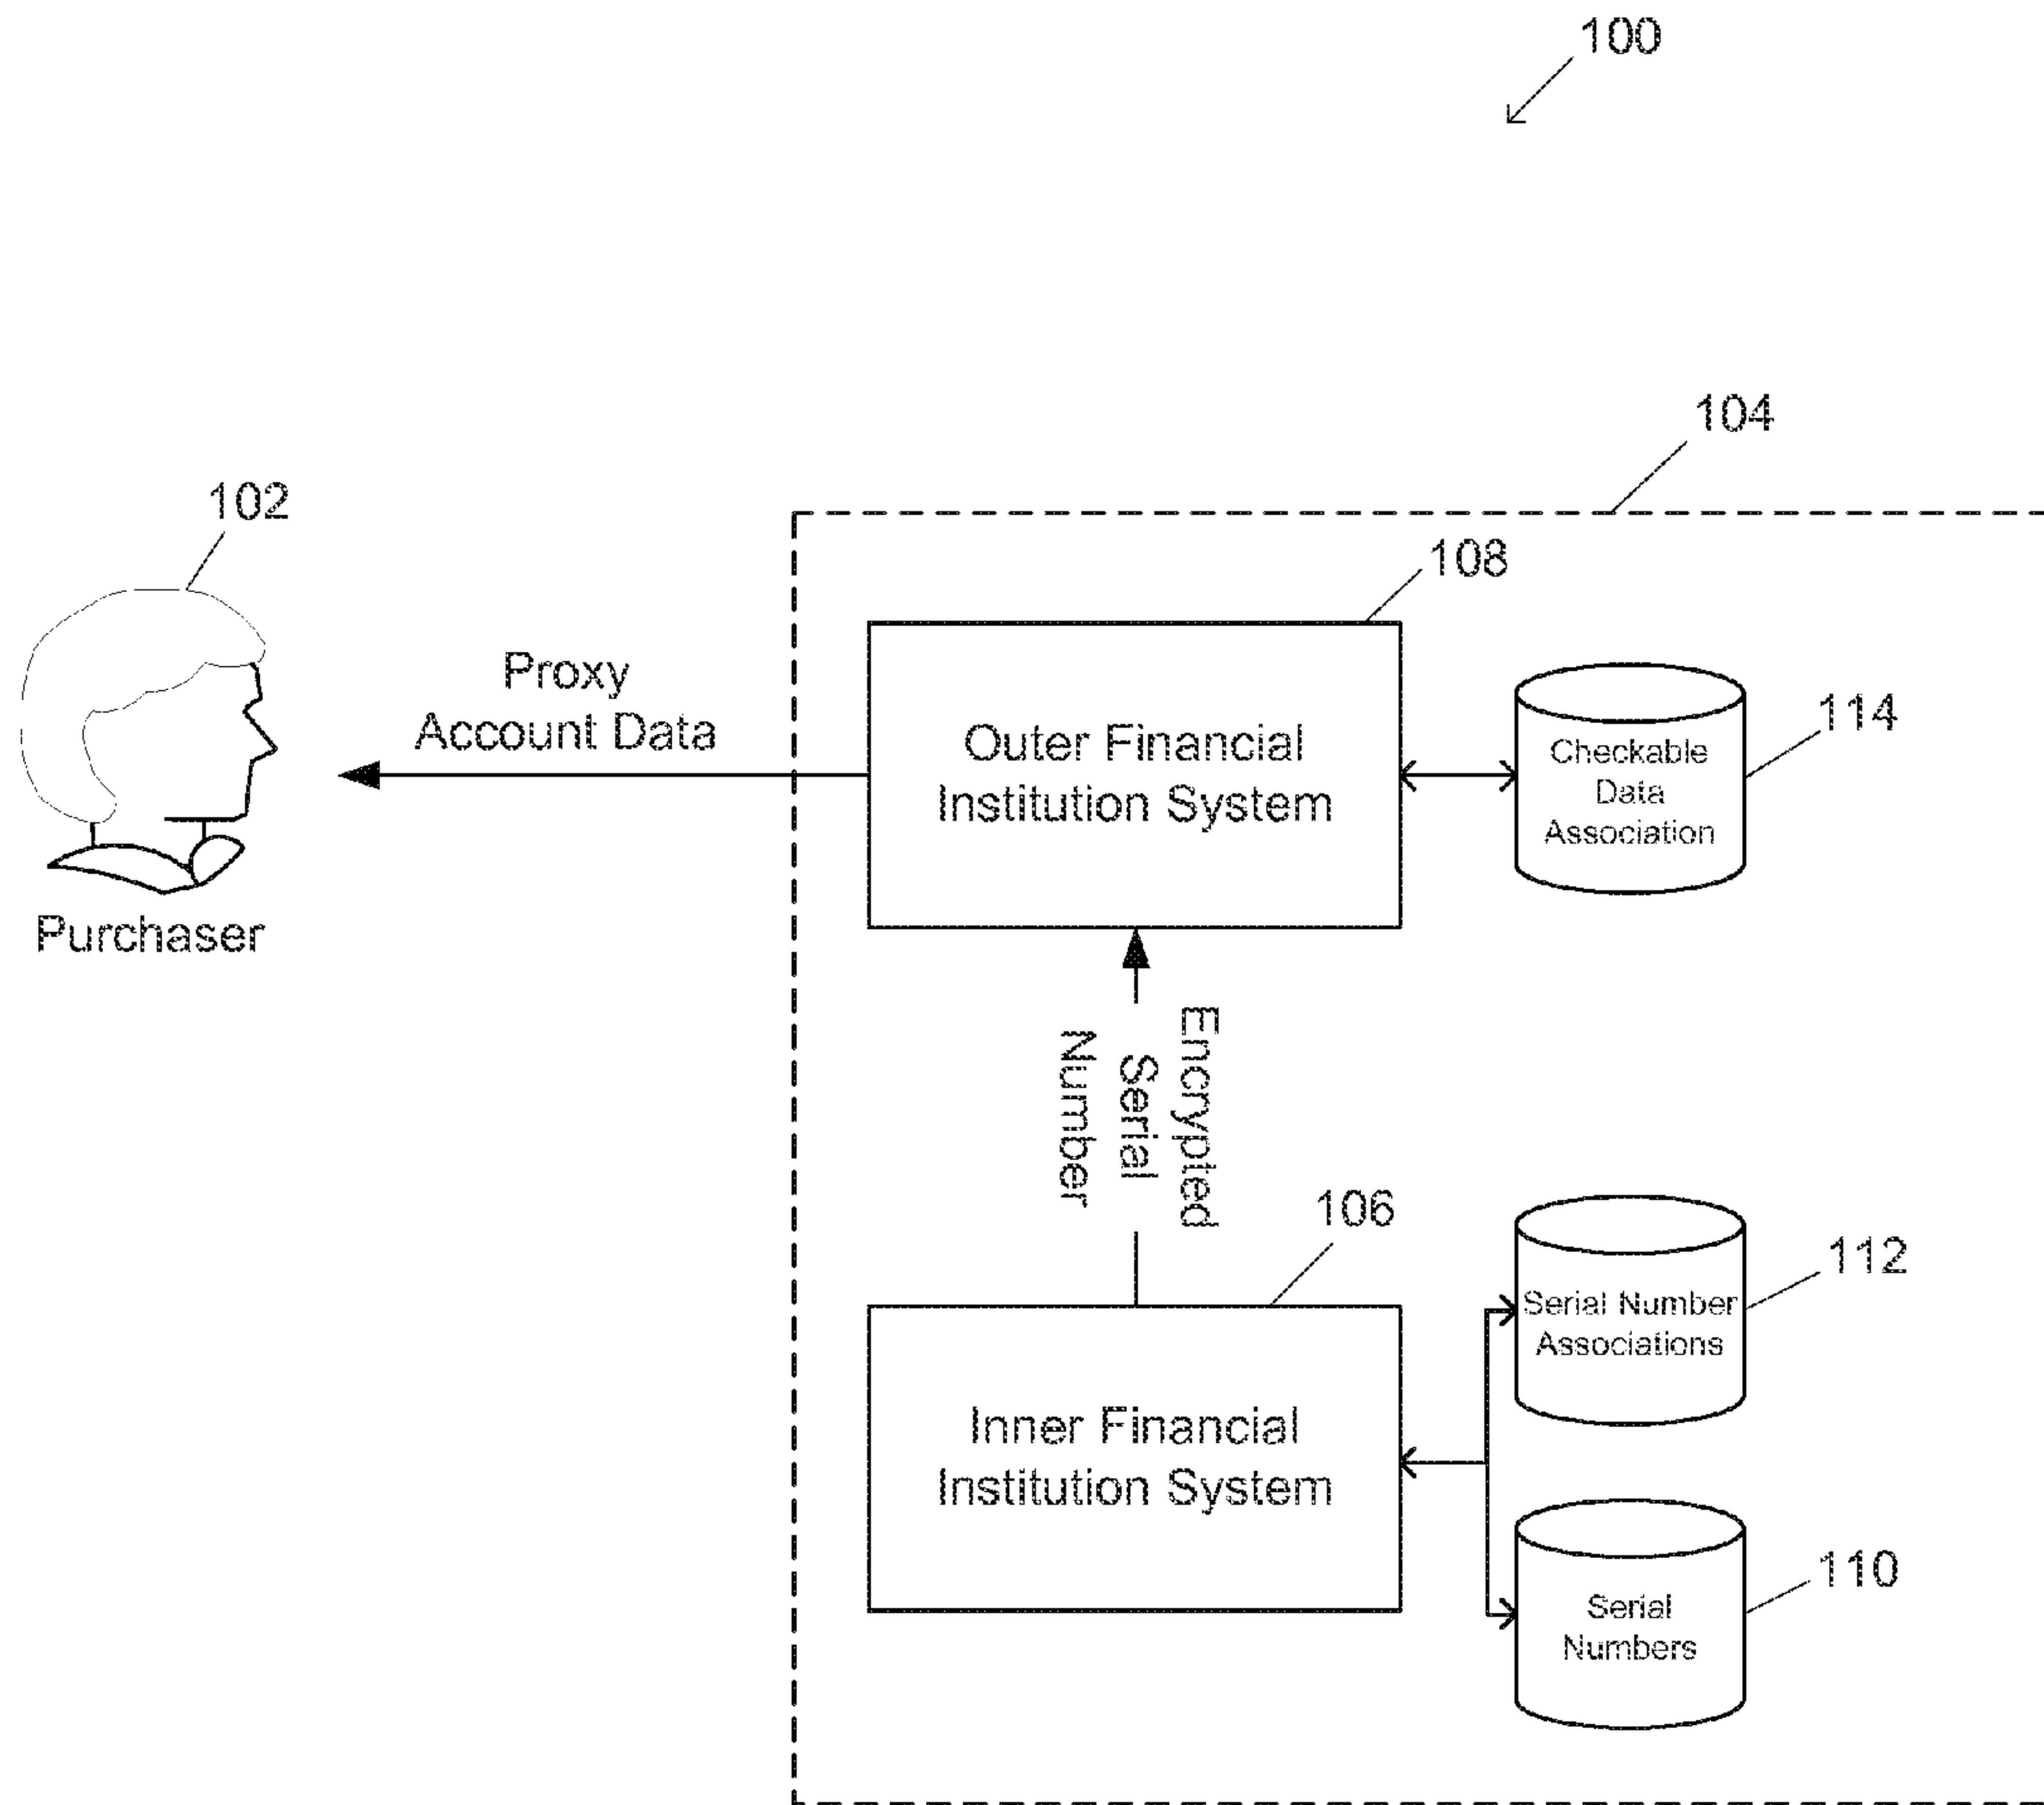 100
104
102
108
Proxy
Account Data
Outer Financial
Institution System
Checkable
Data
Association
114
Purchaser
Encrypted
Serial
Number
106
112
Serial Number
Associations
Inner Financial
Institution System
110
Serial
Numbers